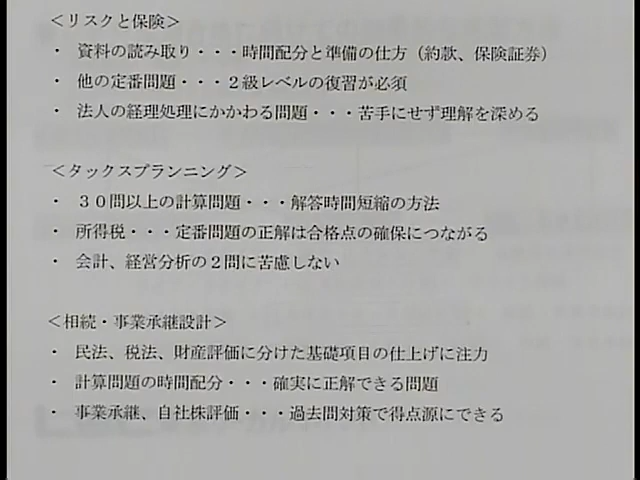 ＜リスクと保険＞
・ 資料の読み取り・・・時間配分と準備の仕方（約款、保険証券）
・ 他の定番問題・・・２級レベルの復習が必須
・ 法人の経理処理にかかわる問題・・・苦手にせず理解を深める
＜タックスプランニング＞
・ ３０問以上の計算問題・・・解答時間短縮の方法
・ 所得税・・・定番問題の正解は合格点の確保につながる
・ 会計、経営分析の２問に苦慮しない
＜相続・事業承継設計＞
・ 民法、税法、財産評価に分けた基礎項目の仕上げに注力
・ 計算問題の時間配分・・・確実に正解できる問題
・ 事業承継、自社株評価・・・過去問対策で得点源にできる